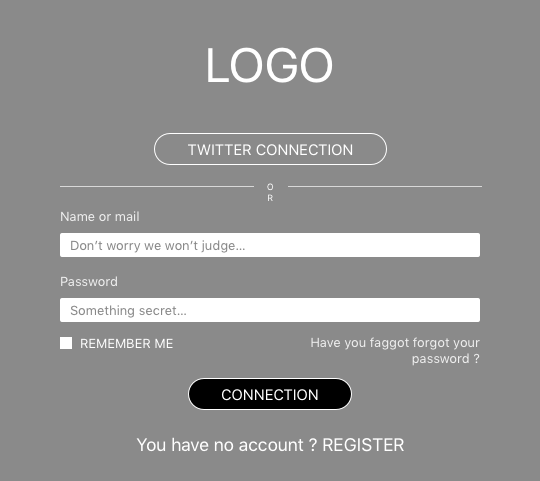 LOGO
TWITTER CONNECTION
O
R
Name or mail
Don't worry we won't judge...
Password
Something secret...
REMEMBER ME
Have you faggot forgot your
password ?
CONNECTION
You have no account ? REGISTER